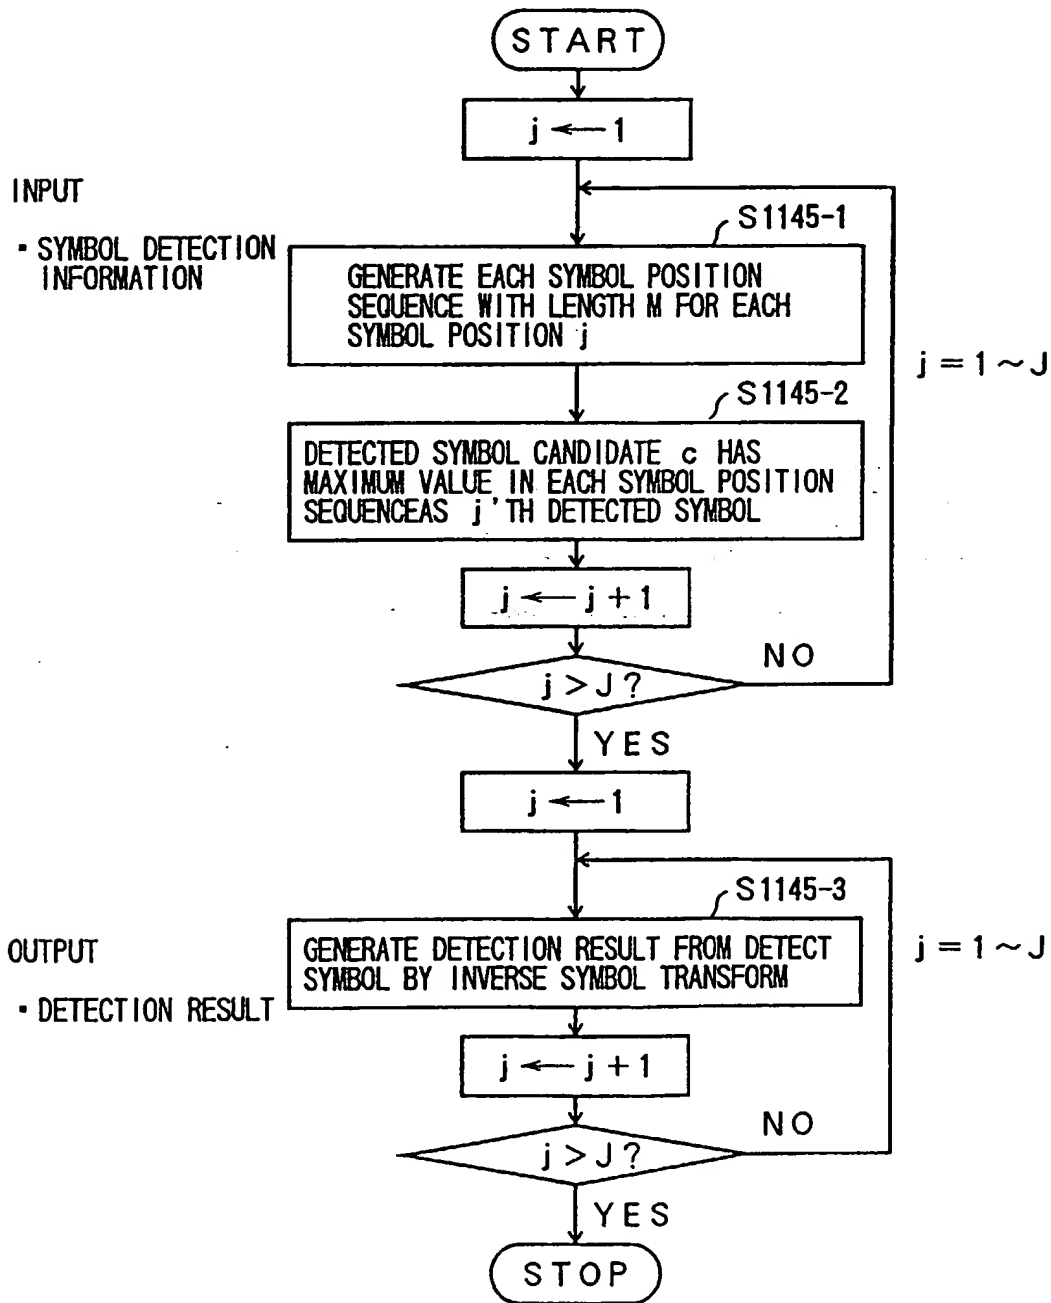 START
j ← 1
INPUT
▪ SYMBOL DETECTION
INFORMATION
S1145-1
GENERATE EACH SYMBOL POSITION
SEQUENCE WITH LENGTH M FOR EACH
SYMBOL POSITION j
j = 1 ~ J
S1145-2
DETECTED SYMBOL CANDIDATE c HAS
MAXIMUM VALUE IN EACH SYMBOL POSITION
SEQUENCEAS j'TH DETECTED SYMBOL
j ← j + 1
j > J ?
NO
YES
j ← 1
S1145-3
OUTPUT
▪ DETECTION RESULT
GENERATE DETECTION RESULT FROM DETECT
SYMBOL BY INVERSE SYMBOL TRANSFORM
j = 1 ~ J
j ← j + 1
j > J ?
NO
YES
STOP